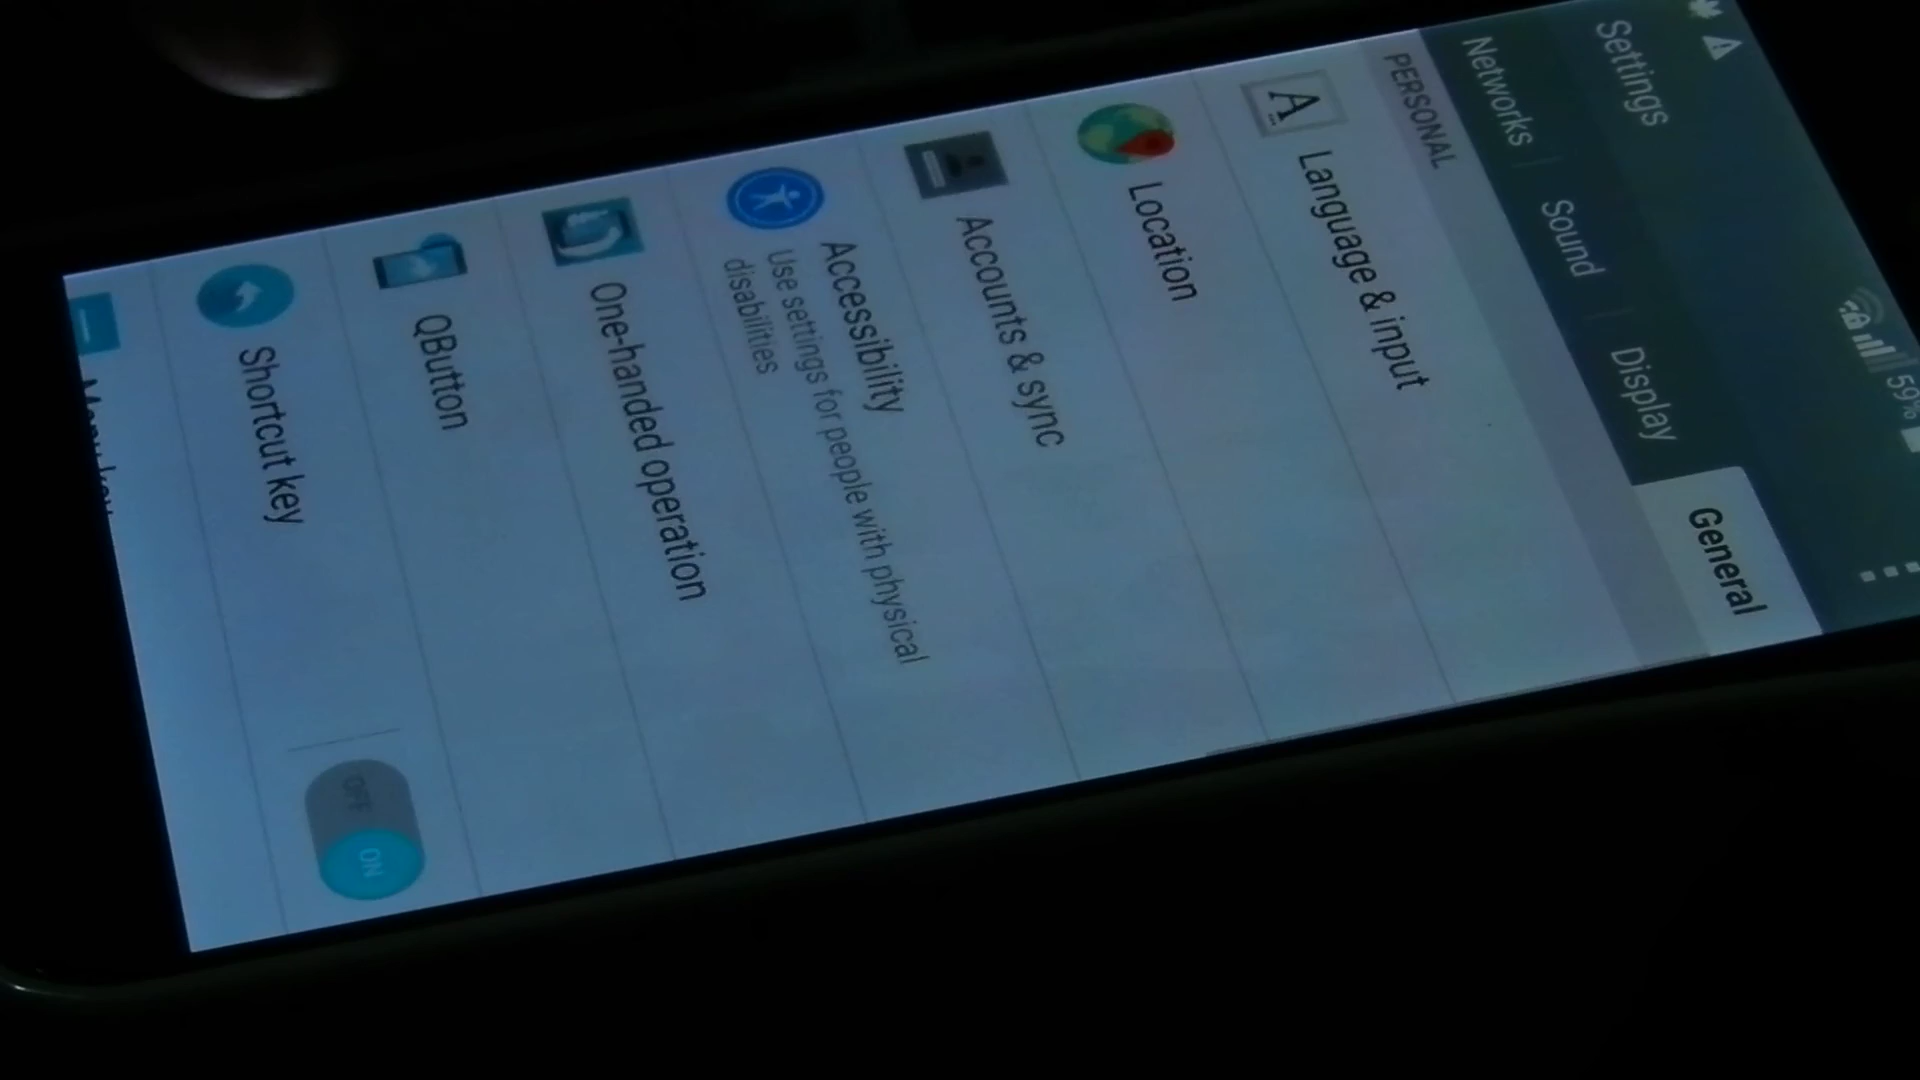 59%
Settings
Networks
Sound
Display
General
PERSONAL
Language & input
Location
Accounts & sync
Accessibility
Use settings for people with physical
disabilities
One-handed operation
QButton
Shortcut key
OFF
ON